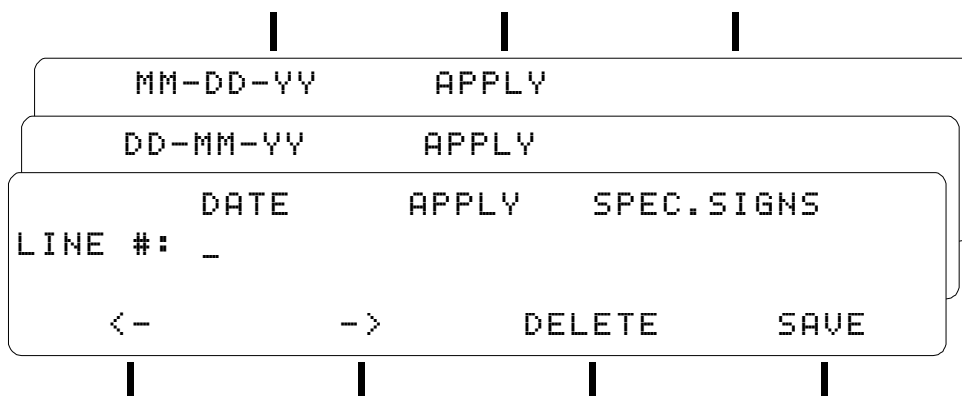 MM-DD-YY APPLY
DD-MM-YY APPLY
DATE APPLY SPEC.SIGNS
LINE #: _
<- -> DELETE SAVE